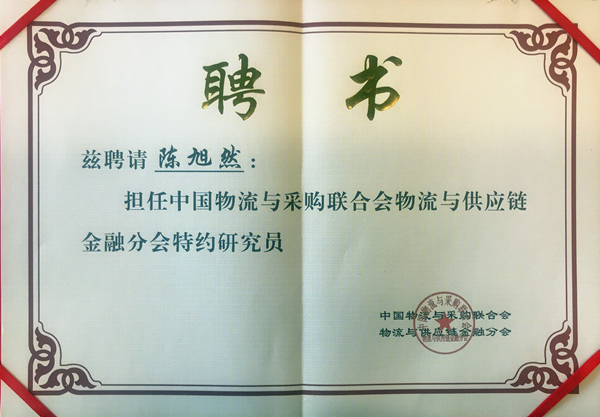 聘书
兹聘请 陈旭然：
担任中国物流与采购联合会物流与供应链
金融分会特约研究员
中国物流与采购联合会
物流与供应链金融分会